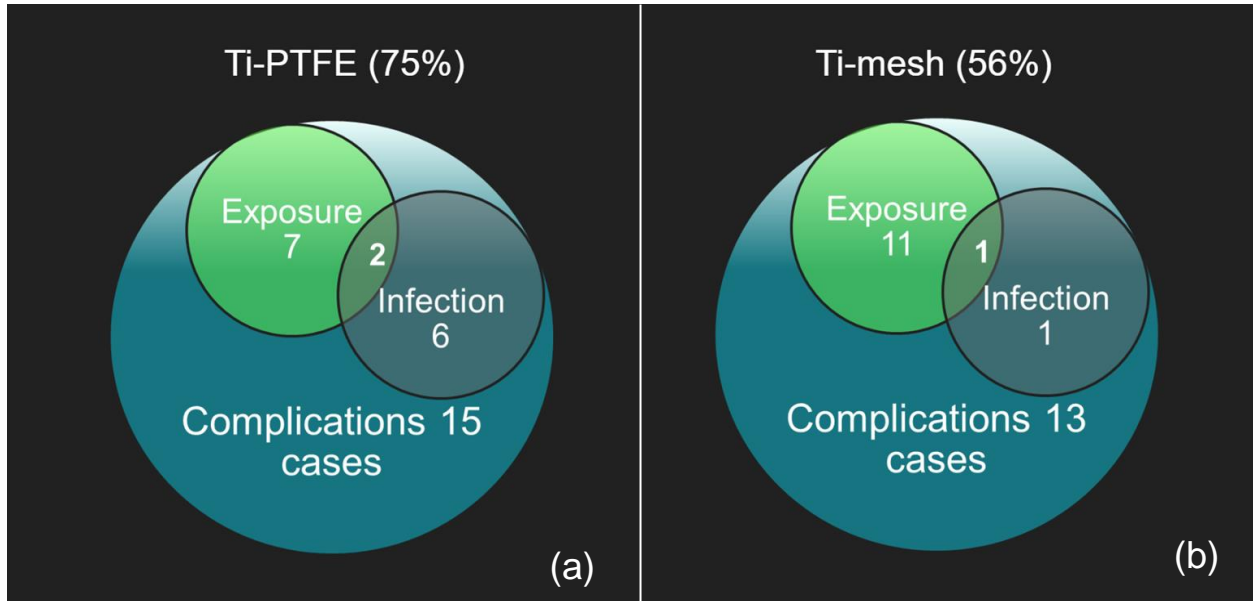 Ti-PTFE (75%)
Exposure
7
2
Infection
6
Complications 15
cases
(a)
Ti-mesh (56%)
Exposure
11
1
Infection
1
Complications 13
cases
(b)